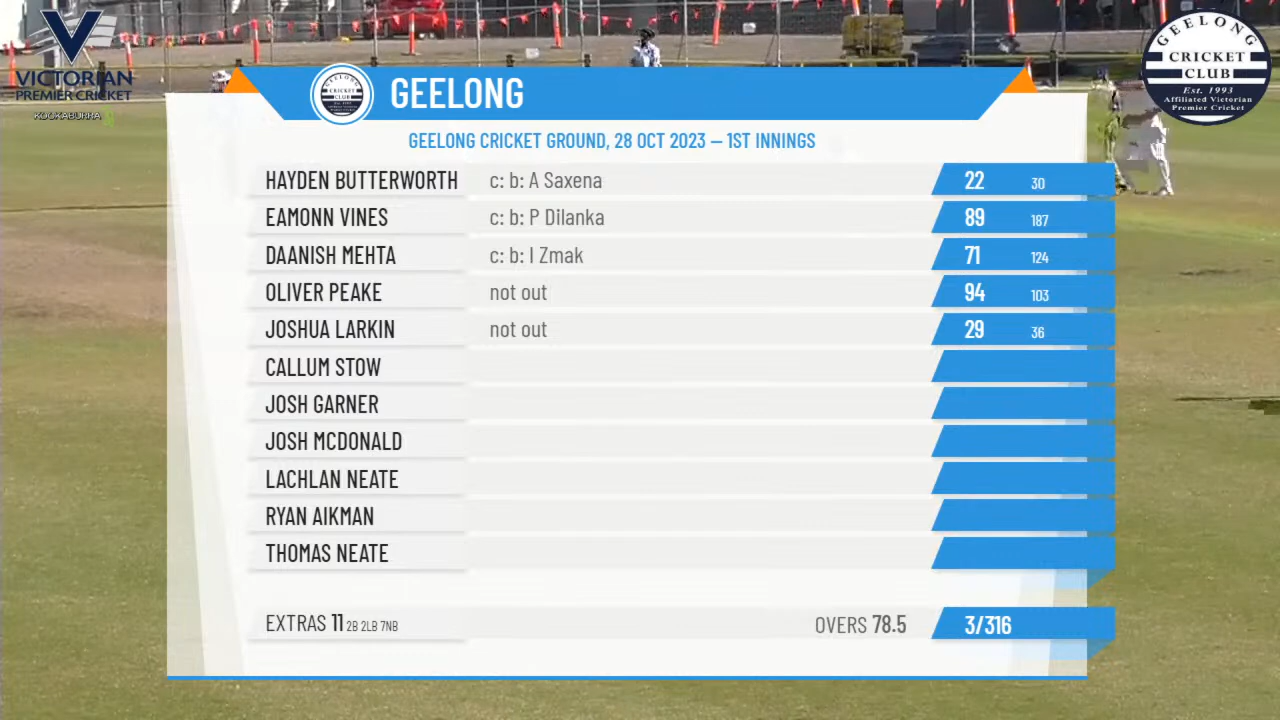 VICTORIAN
PREMIER CRICKET
KOOKABURRA
GEELONG
CRICKET
CLUB
Est. 1993
Affiliated Victorian
Premier Cricket
GEELONG
CRICKET
CLUB
GEELONG
GEELONG CRICKET GROUND, 28 OCT 2023 – 1ST INNINGS
HAYDEN BUTTERWORTH c: b: A Saxena 22 30
EAMONN VINES c: b: P Dilanka 89 187
DAANISH MEHTA c: b: I Zmak 71 124
OLIVER PEAKE not out 94 103
JOSHUA LARKIN not out 29 36
CALLUM STOW
JOSH GARNER
JOSH MCDONALD
LACHLAN NEATE
RYAN AIKMAN
THOMAS NEATE
EXTRAS 11 2B 2LB 7NB OVERS 78.5 3/316